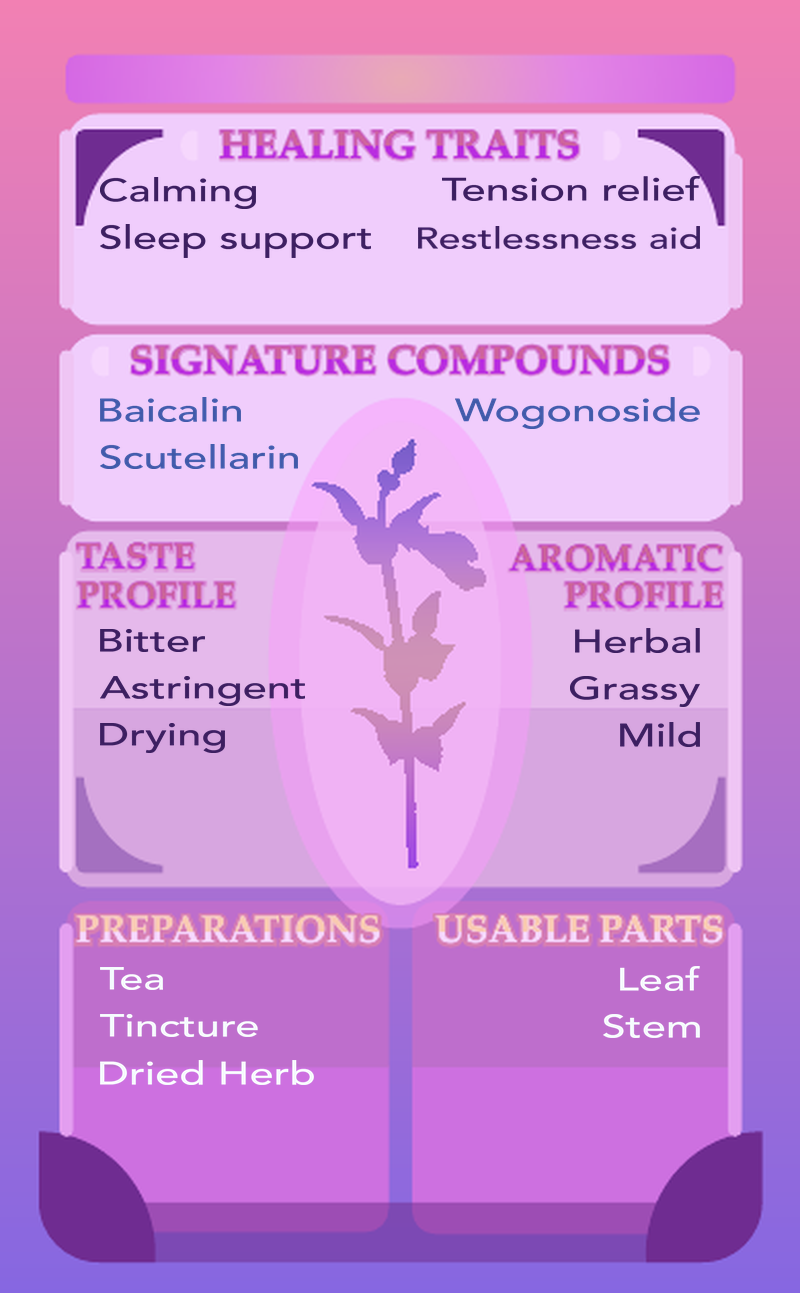 HEALING TRAITS
Calming
Tension relief
Sleep support
Restlessness aid
SIGNATURE COMPOUNDS
Baicalin
Wogonoside
Scutellarin
TASTE
PROFILE
Bitter
Astringent
Drying
AROMATIC
PROFILE
Herbal
Grassy
Mild
PREPARATIONS
Tea
Tincture
Dried Herb
USABLE PARTS
Leaf
Stem